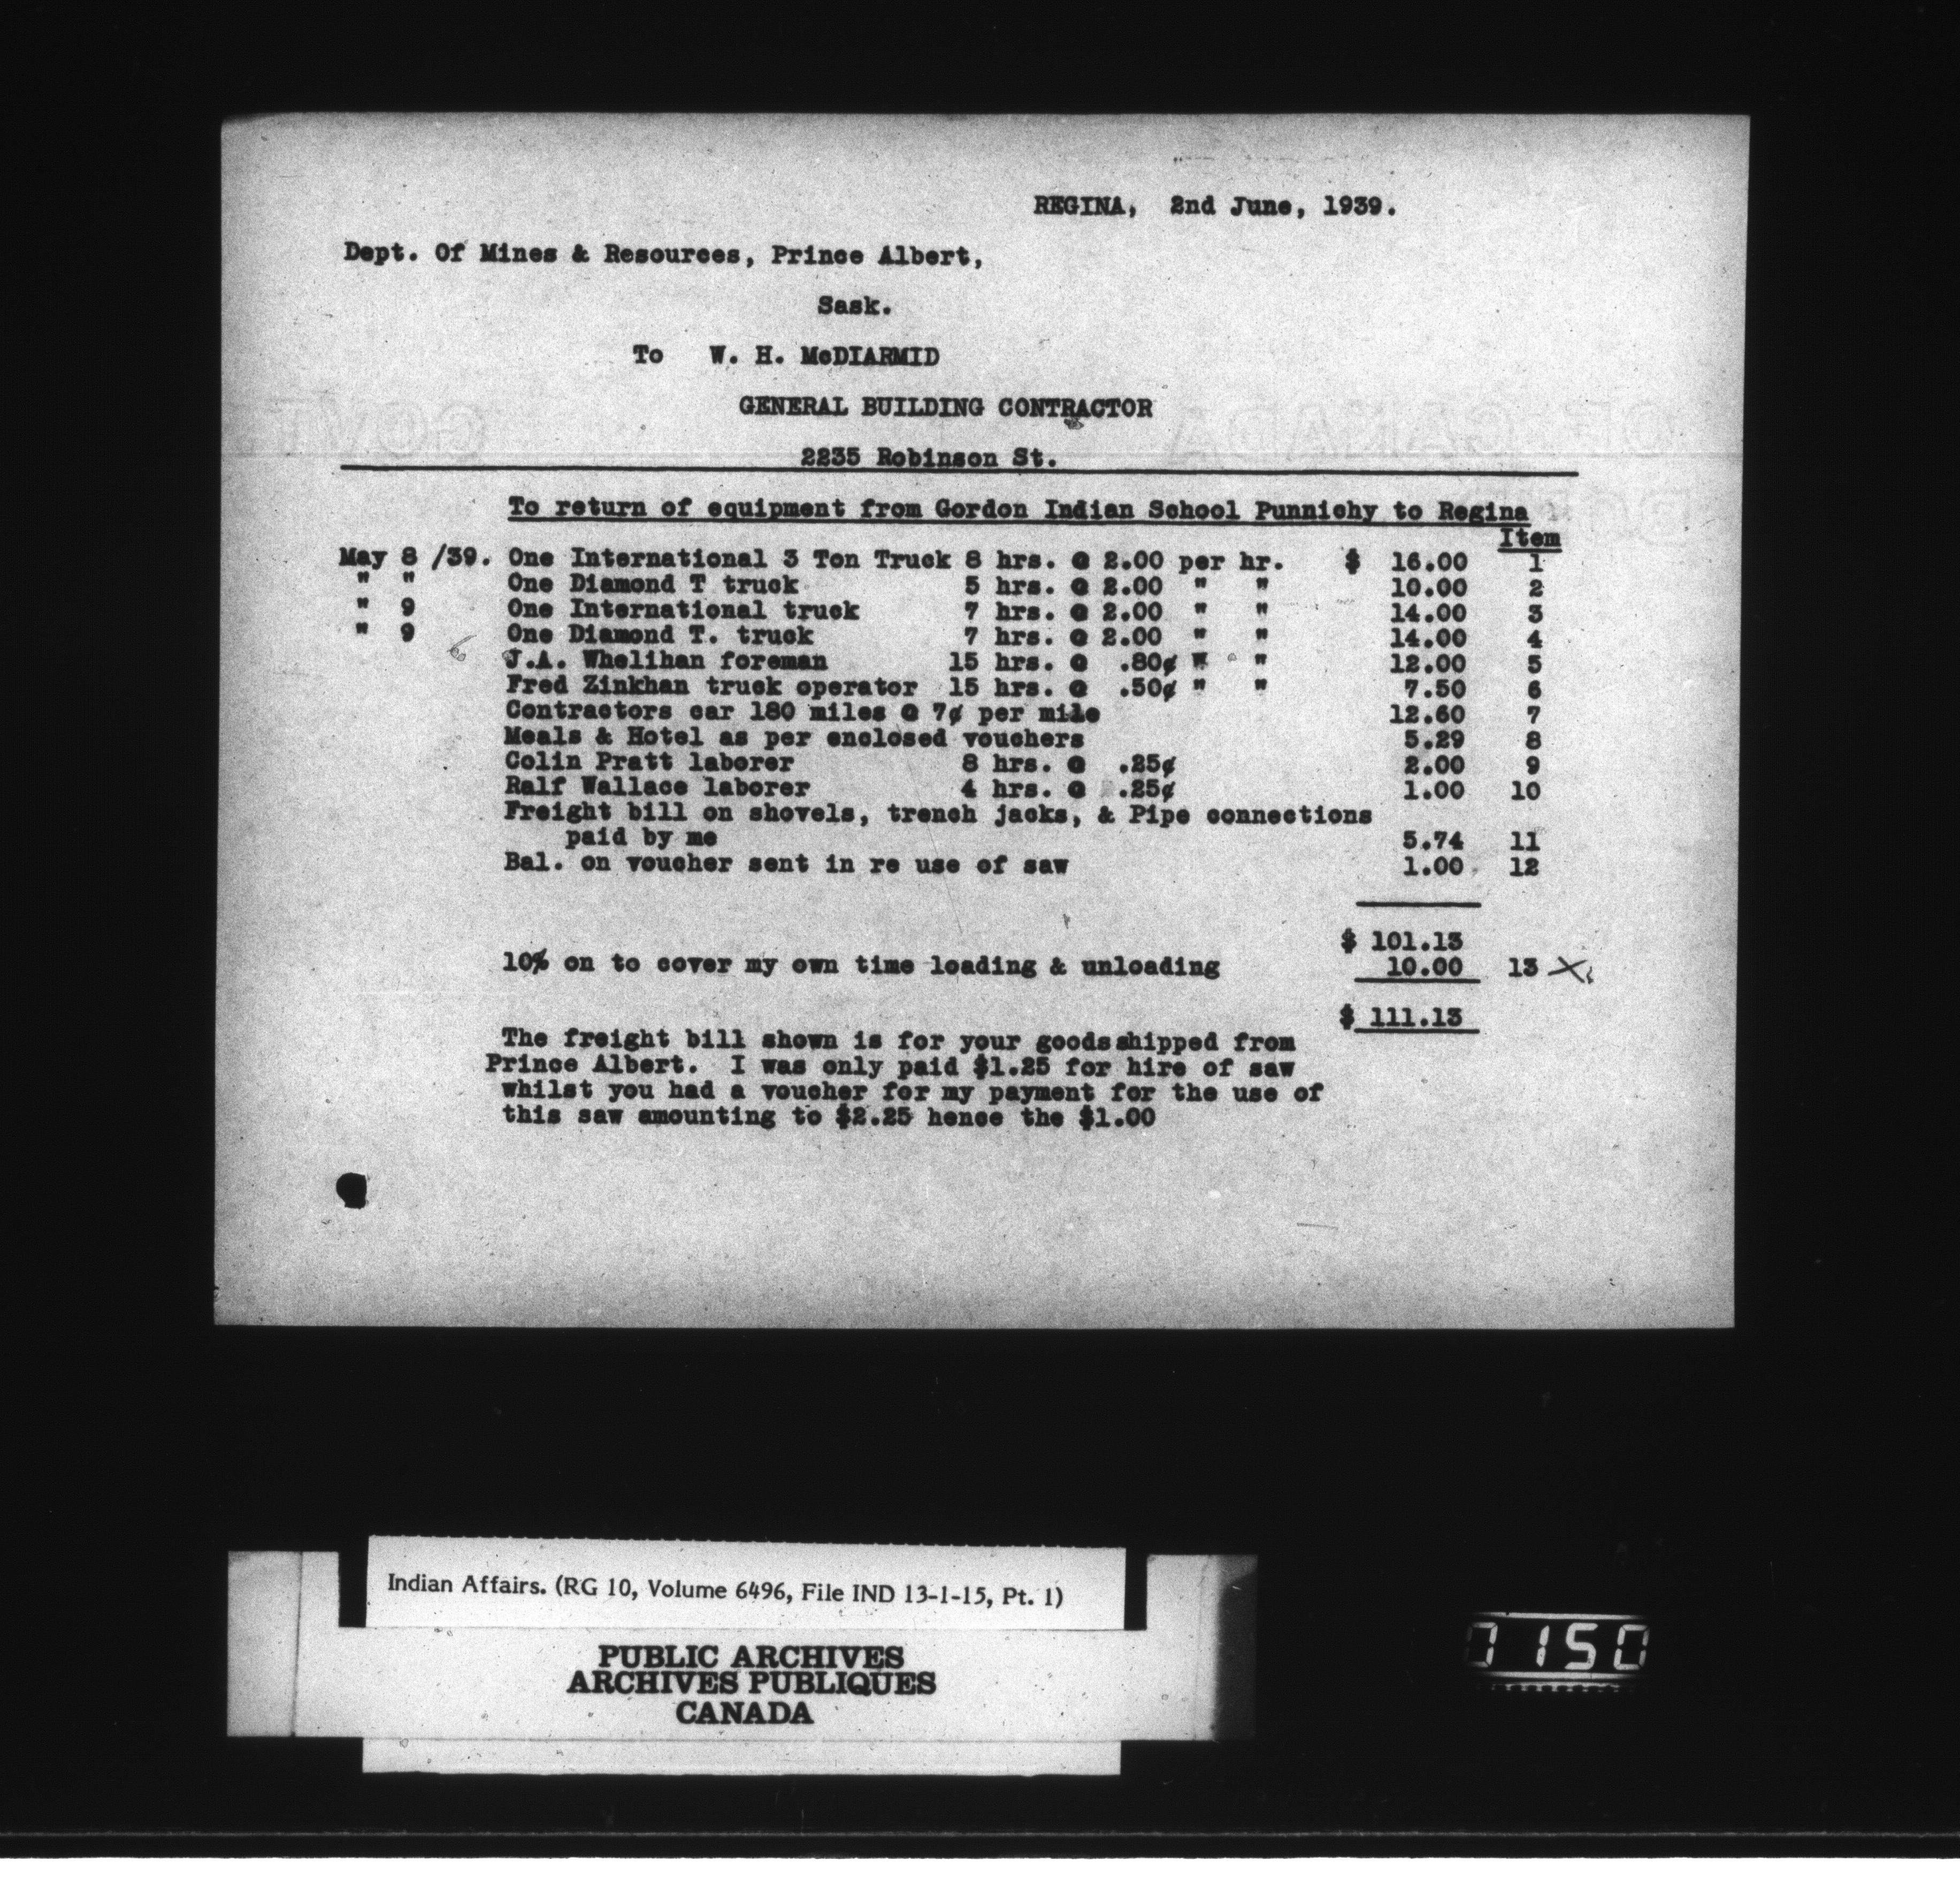 REGINA, 2nd June, 1939.
Dept. Of Mines & Resources, Prince Albert,
Sask.
To W. H. McDIARMID
GENERAL BUILDING CONTRACTOR
2235 Robinson St.
To return of equipment from Gordon Indian School Punnichy to Regina
Item
May 8 /39. One International 3 Ton Truck 8 hrs. @ 2.00 per hr. $ 16.00 1
" " One Diamond T truck 5 hrs. @ 2.00 " " 10.00 2
" 9 One International truck 7 hrs. @ 2.00 " " 14.00 3
" 9 One Diamond T. truck 7 hrs. @ 2.00 " " 14.00 4
J.A. Whelihan foreman 15 hrs. @ .80¢ " " 12.00 5
Fred Zinkhan truck operator 15 hrs. @ .50¢ " " 7.50 6
Contractors car 180 miles @ 7¢ per mile 12.60 7
Meals & Hotel as per enclosed vouchers 5.29 8
Colin Pratt laborer 8 hrs. @ .25¢ 2.00 9
Ralf Wallace laborer 4 hrs. @ .25¢ 1.00 10
Freight bill on shovels, trench jacks, & Pipe connections
paid by me 5.74 11
Bal. on voucher sent in re use of saw 1.00 12
$ 101.13
10% on to cover my own time loading & unloading 10.00 13 X
$ 111.13
The freight bill shown is for your goods shipped from
Prince Albert. I was only paid $1.25 for hire of saw
whilst you had a voucher for my payment for the use of
this saw amounting to $2.25 hence the $1.00
Indian Affairs. (RG 10, Volume 6496, File IND 13-1-15, Pt. 1)
PUBLIC ARCHIVES
ARCHIVES PUBLIQUES
CANADA
1150